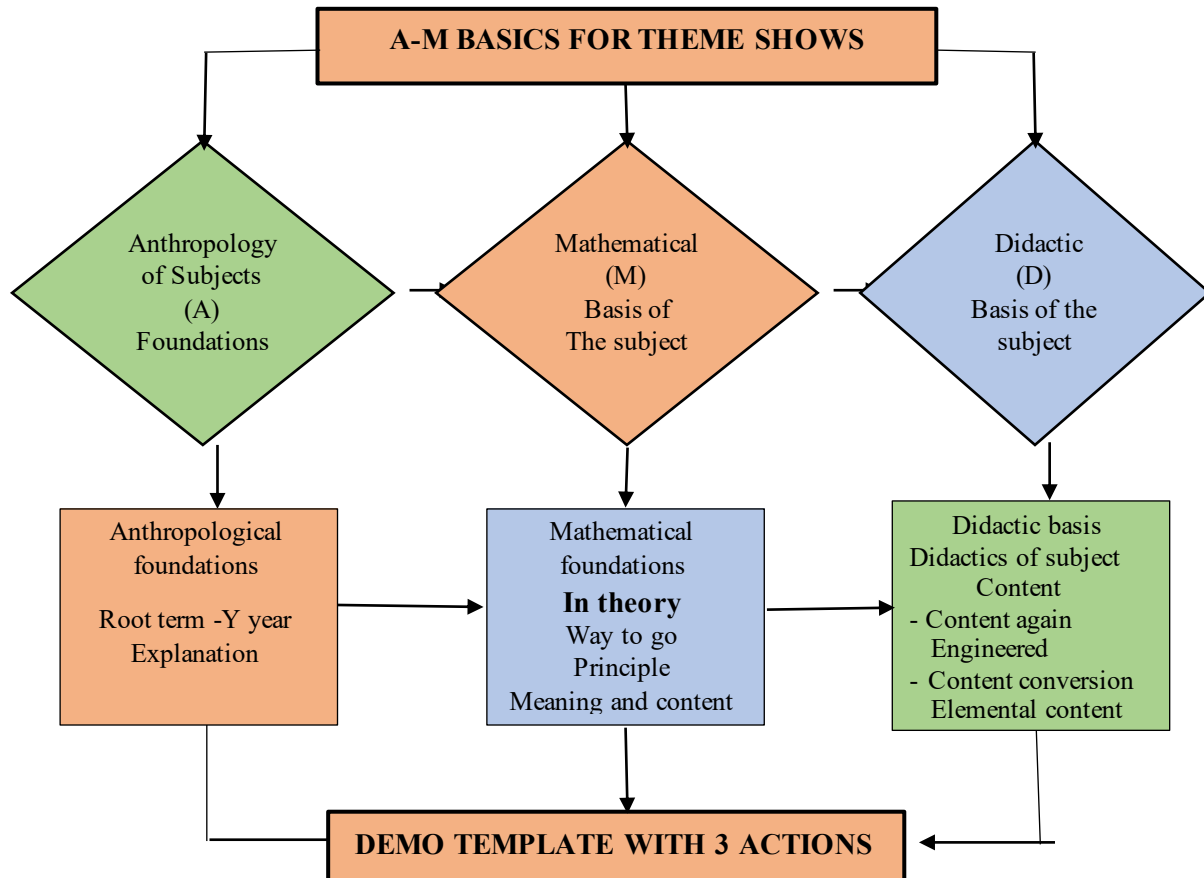 A-M BASICS FOR THEME SHOWS
Anthropology
of Subjects
(A)
Foundations
Mathematical
(M)
Basis of
The subject
Didactic
(D)
Basis of the
subject
Anthropological
foundations
Root term -Y year
Explanation
Mathematical
foundations
In theory
Way to go
Principle
Meaning and content
Didactic basis
Didactics of subject
Content
- Content again
Engineered
- Content conversion
Elemental content
DEMO TEMPLATE WITH 3 ACTIONS